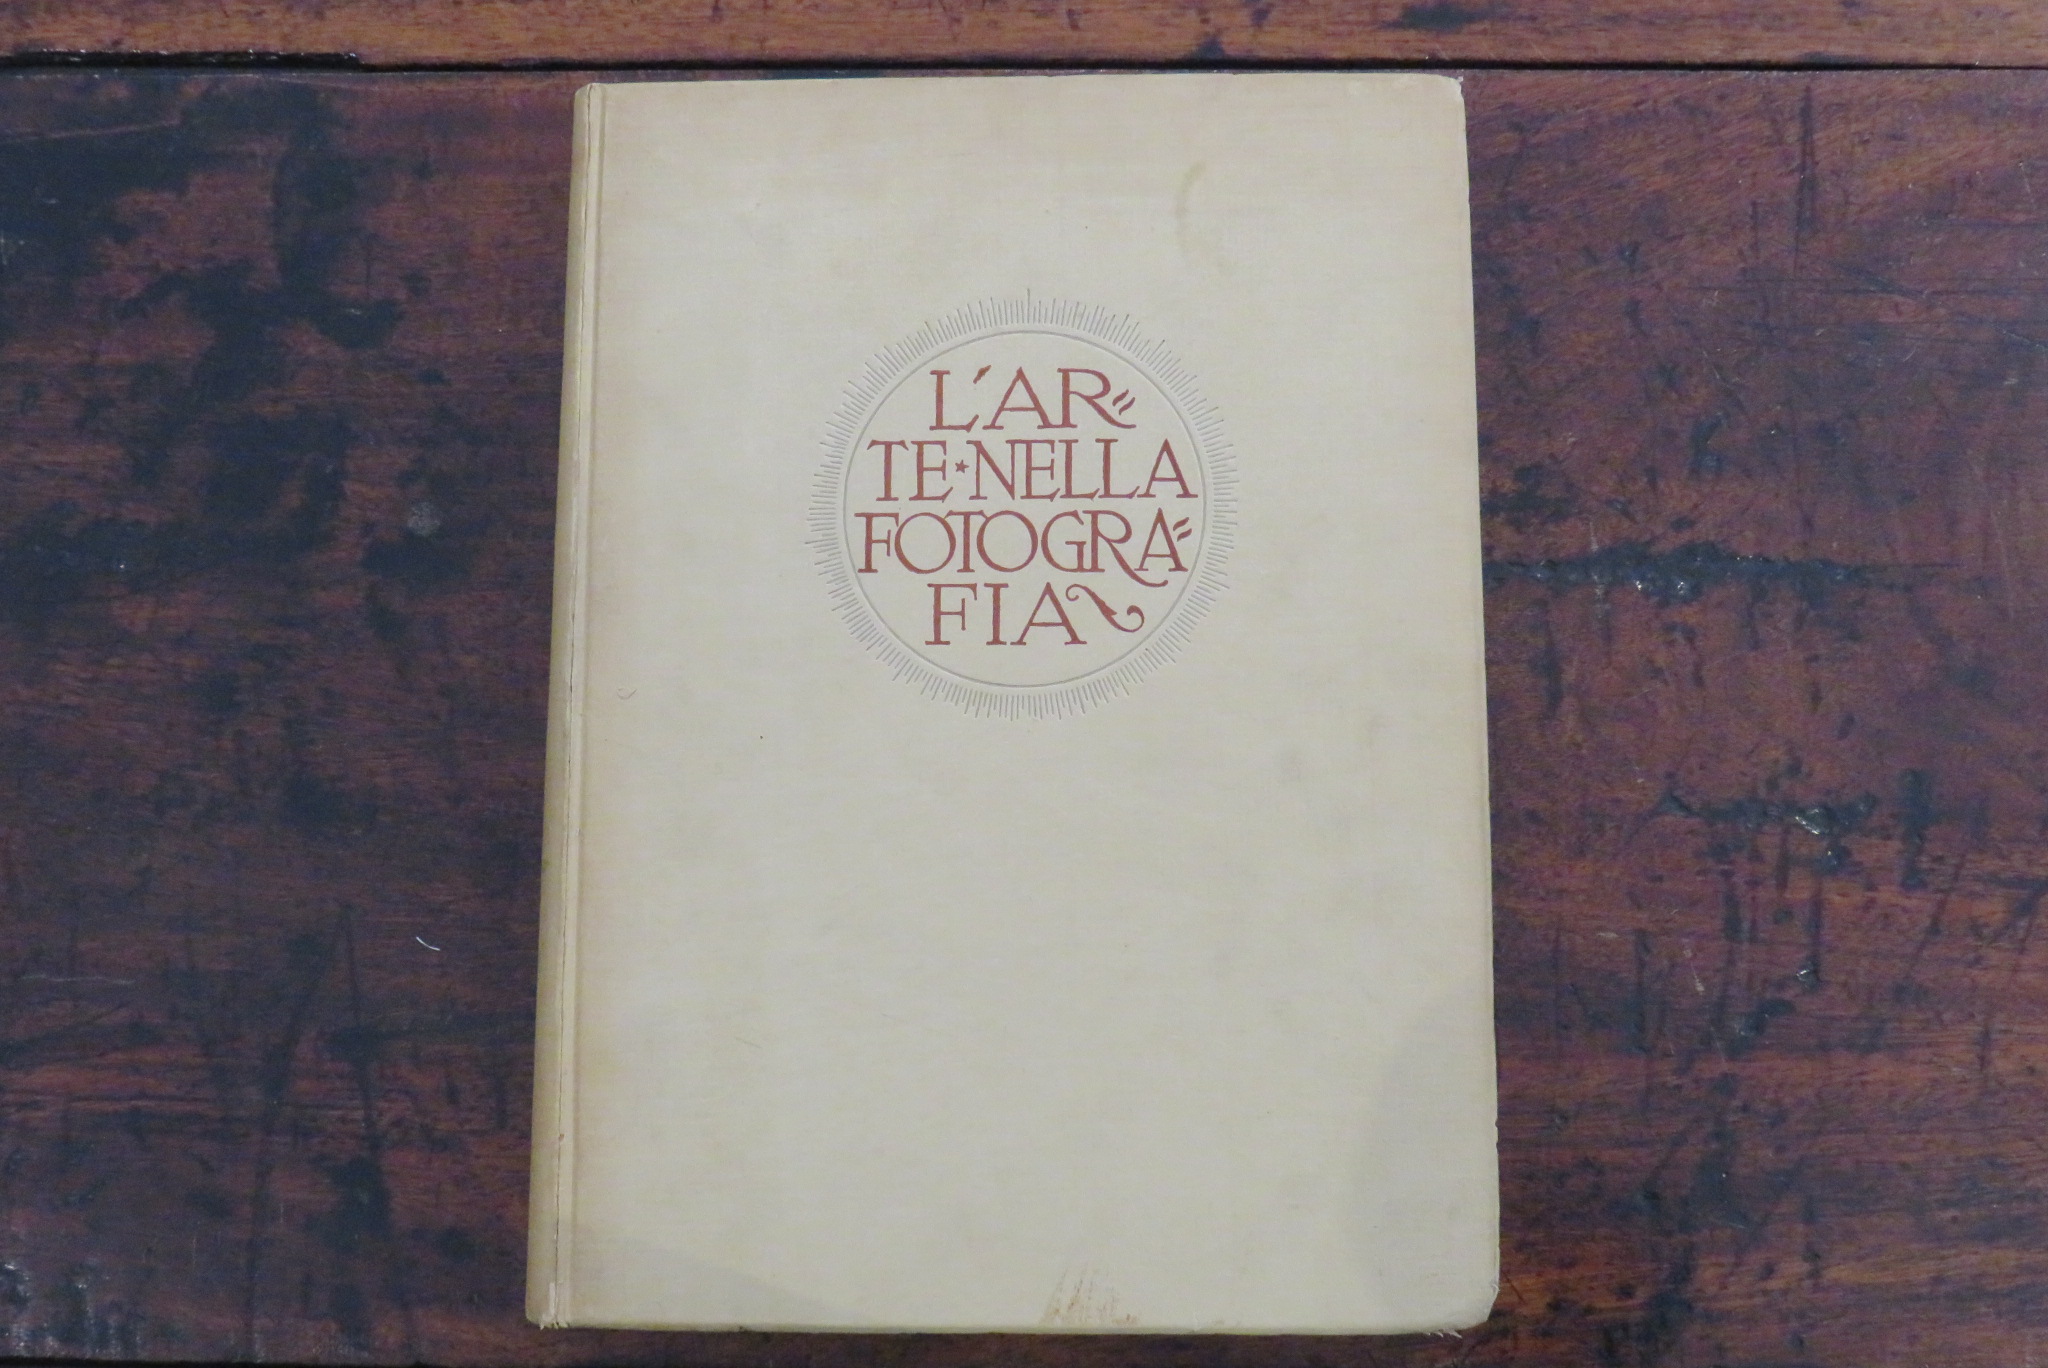 L'AR=
TE★NELLA
FOTOGRA=
FIA